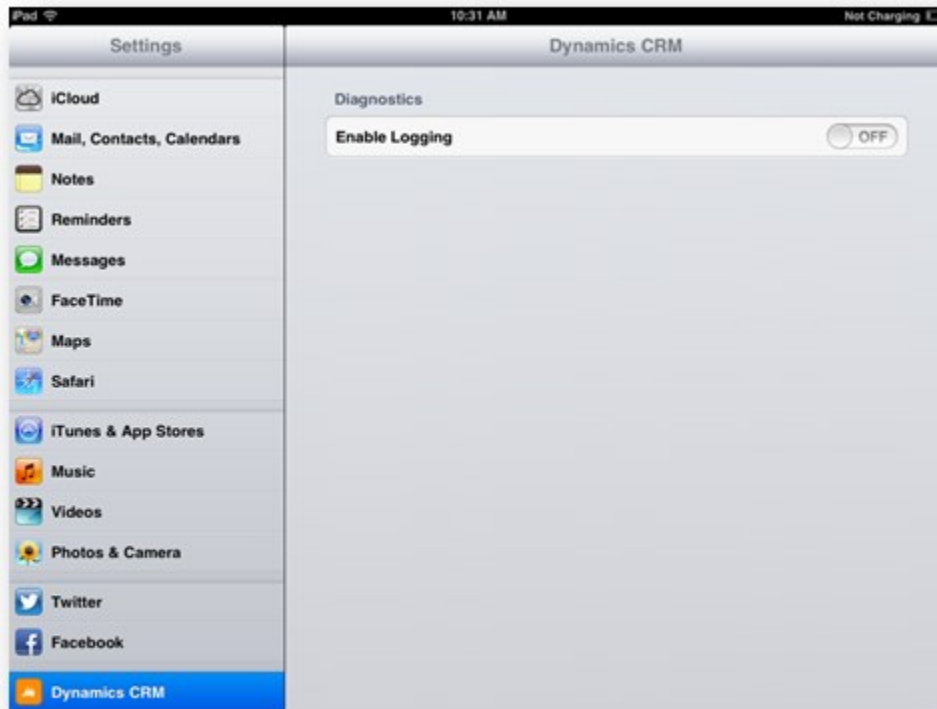 iPad 10:31 AM Not Charging
Settings Dynamics CRM
iCloud
Mail, Contacts, Calendars
Notes
Reminders
Messages
FaceTime
Maps
Safari
iTunes & App Stores
Music
Videos
Photos & Camera
Twitter
Facebook
Dynamics CRM
Diagnostics
Enable Logging OFF